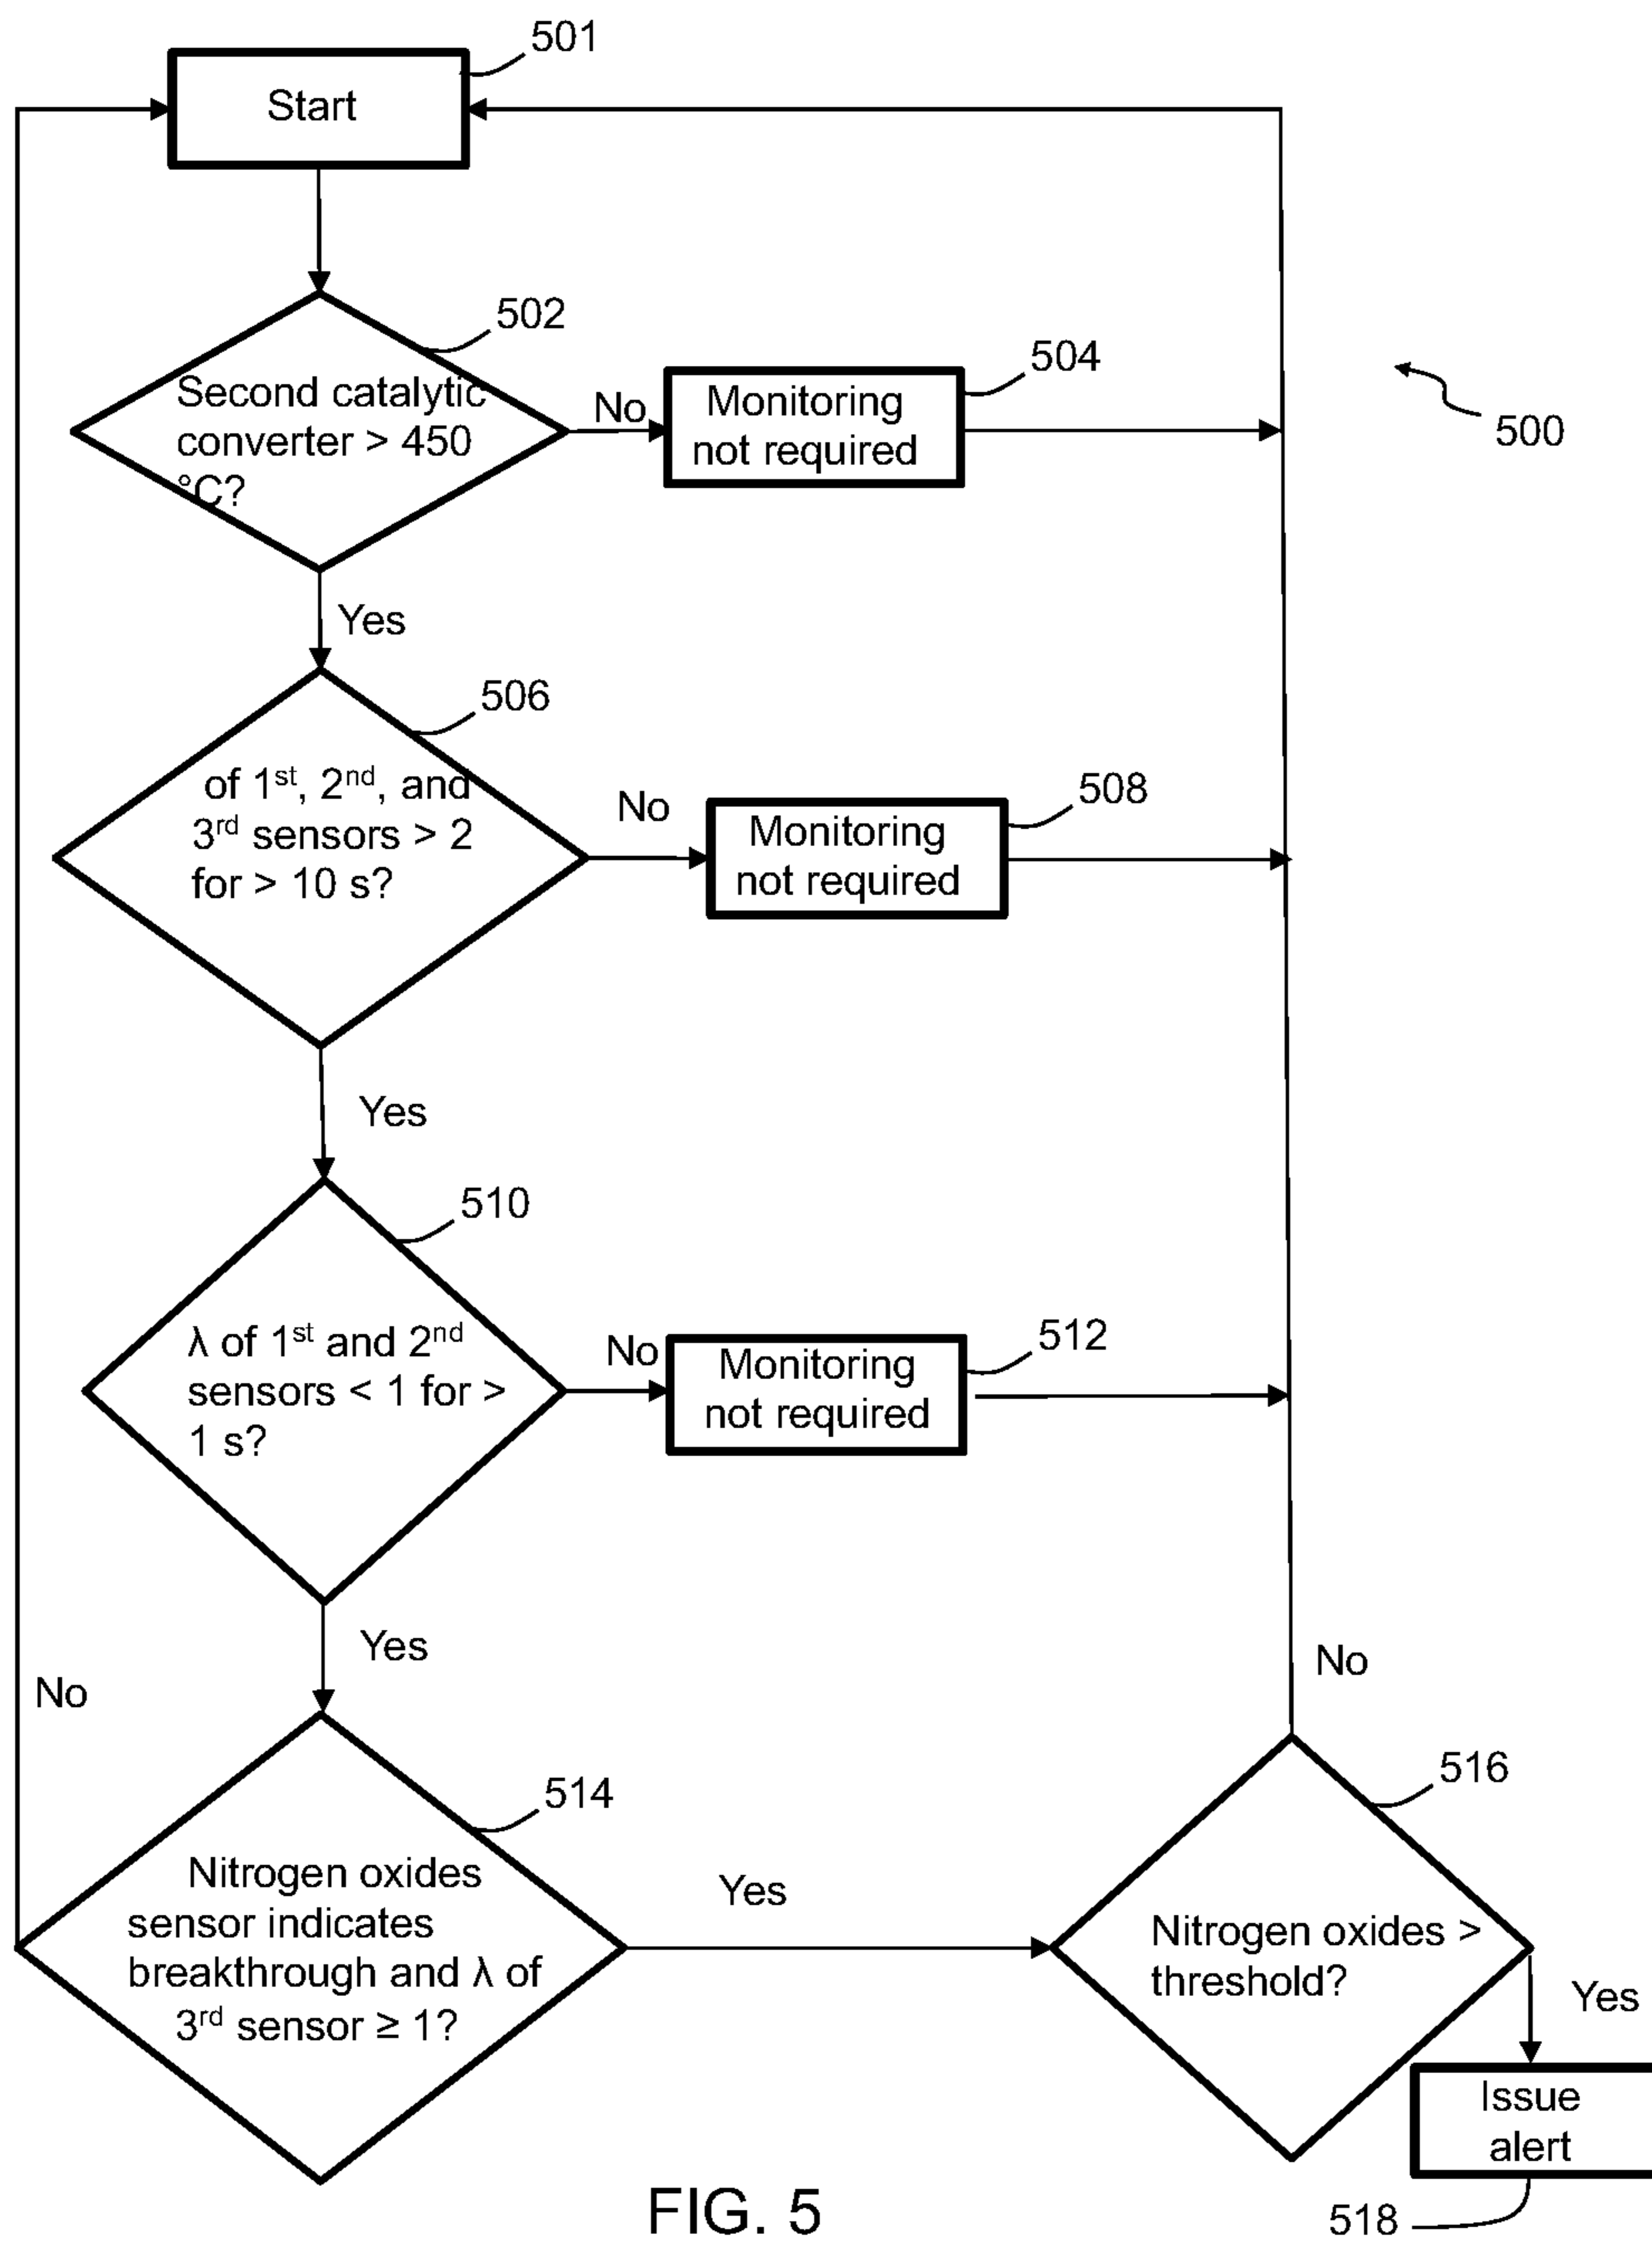 501
Start
502
Second catalytic
converter > 450
°C?
No
504
Monitoring
not required
500
Yes
506
of 1st, 2nd, and
3rd sensors > 2
for > 10 s?
No
508
Monitoring
not required
Yes
510
λ of 1st and 2nd
sensors < 1 for >
1 s?
No
512
Monitoring
not required
Yes
No
No
514
Nitrogen oxides
sensor indicates
breakthrough and λ of
3rd sensor ≥ 1?
Yes
516
Nitrogen oxides >
threshold?
Yes
Issue
alert
518
FIG. 5